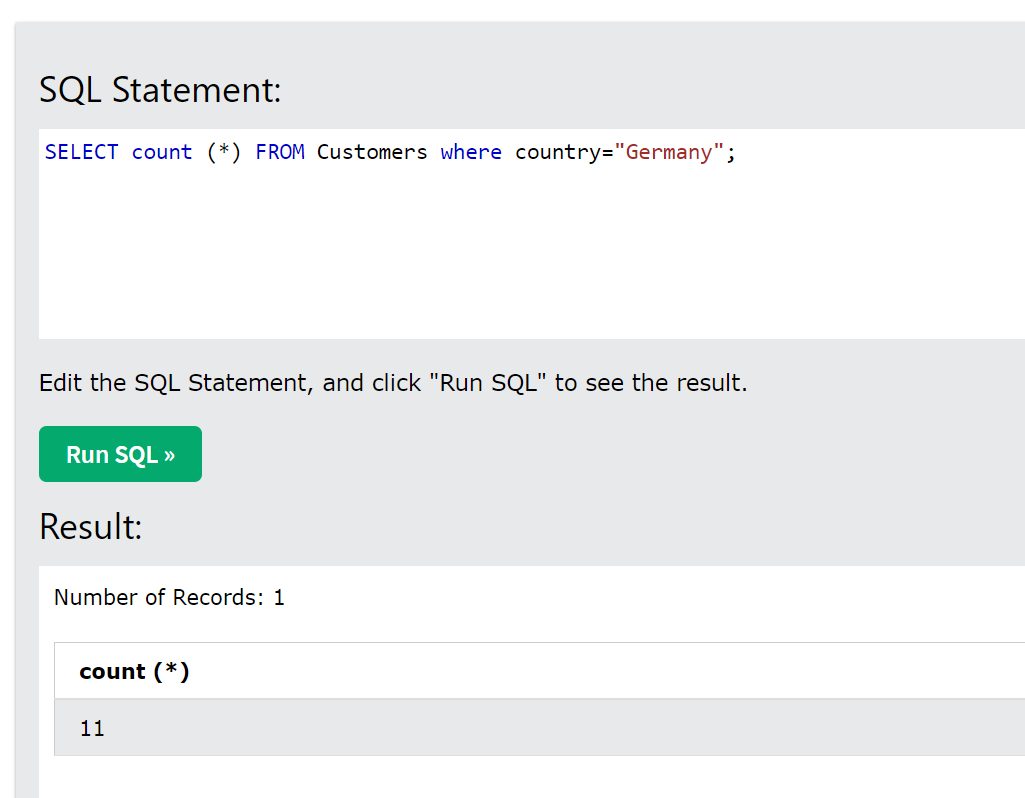 SQL Statement:
SELECT count (*) FROM Customers where country="Germany";
Edit the SQL Statement, and click "Run SQL" to see the result.
Run SQL »
Result:
Number of Records: 1
count (*)
11